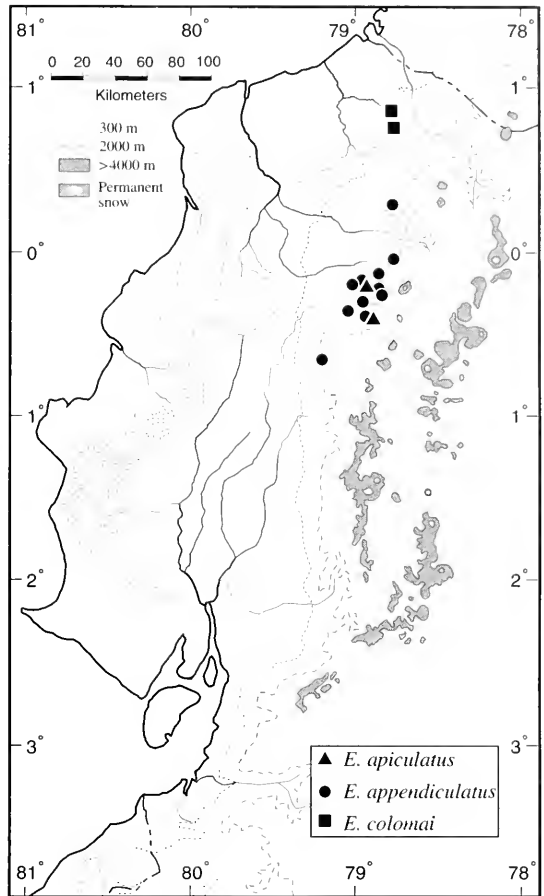 81 80 79 78
0 20 40 60 80 100
Kilometers
300 m
2000 m
>4000 m
Permanent
snow
1° 1°
0° 0°
1° 1°
2° 2°
3° 3°
▲ E. apiculatus
● E. appendiculatus
■ E. colomai
81 80 79 78